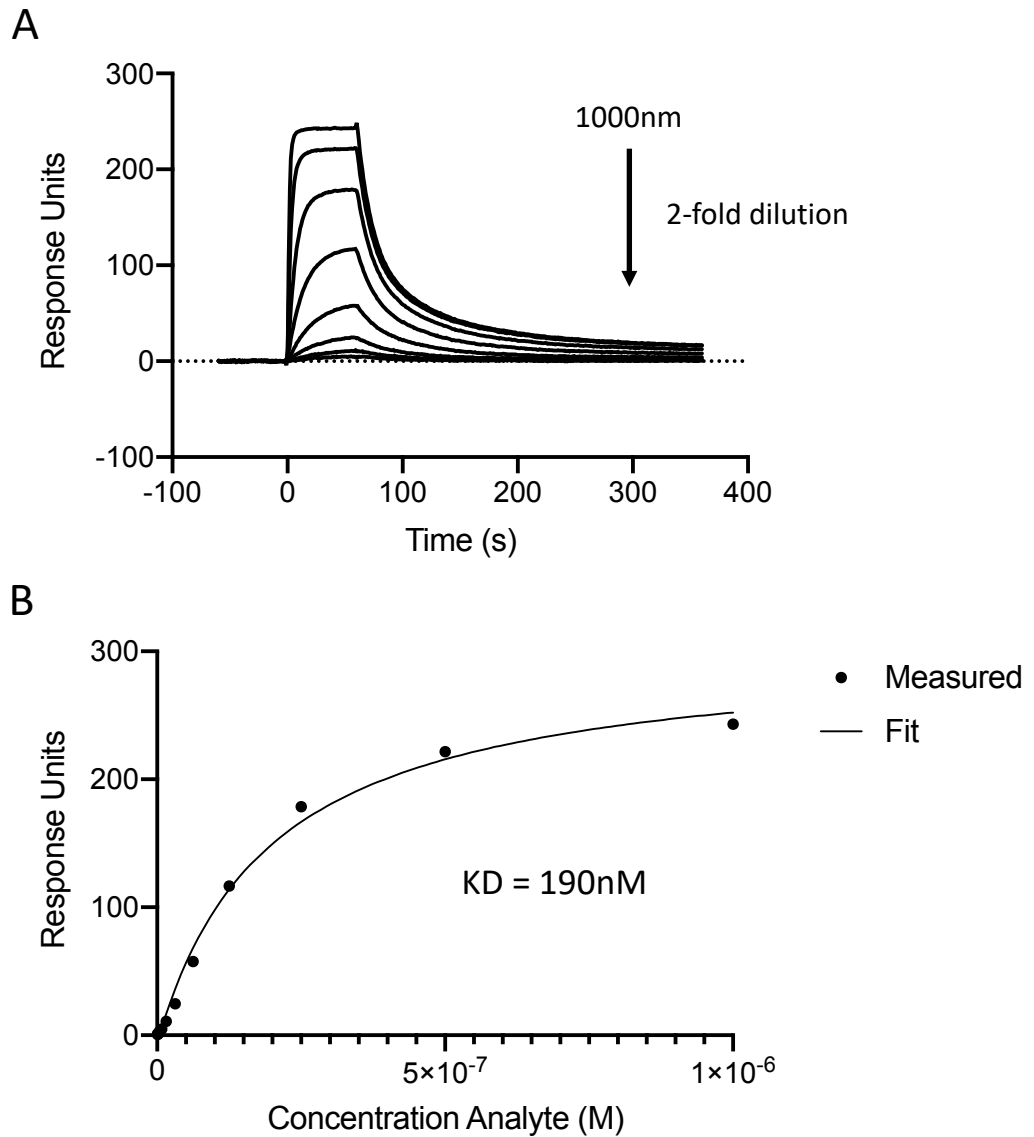 A
300
200
100
0
-100
-100
0
100
200
300
400
Response Units
Time (s)
1000nm
2-fold dilution
B
300
200
100
0
0
5×10⁻⁷
1×10⁻⁶
Response Units
Concentration Analyte (M)
KD = 190nM
Measured
Fit